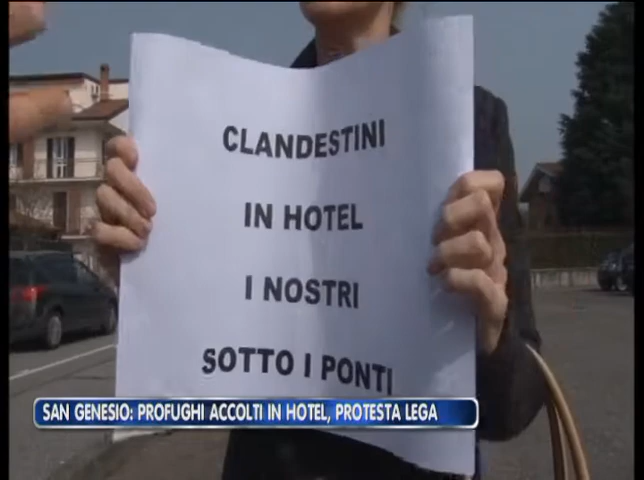 CLANDESTINI
IN HOTEL
I NOSTRI
SOTTO I PONTI
SAN GENESIO: PROFUGHI ACCOLTI IN HOTEL, PROTESTA LEGA